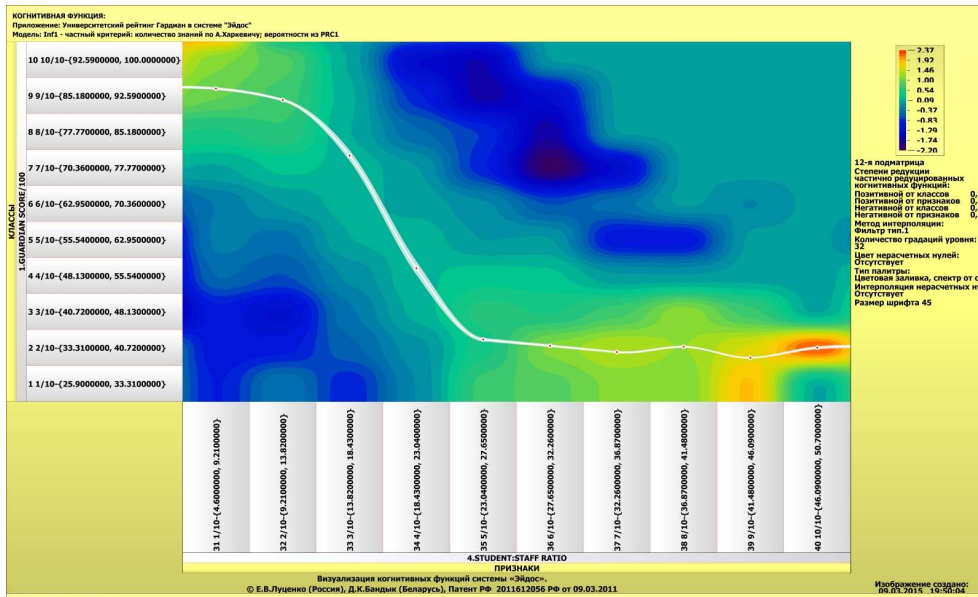 КОГНИТИВНАЯ ФУНКЦИЯ:
Приложение: Университетский рейтинг Гардиан в системе "Эйдос"
Модель: Inf1 - частный критерий: количество знаний по А.Харкевичу; вероятности из PRC1
КЛАССЫ
1.GUARDIAN SCORE/100
10 10/10-{92.5900000, 100.0000000}
9 9/10-{85.1800000, 92.5900000}
8 8/10-{77.7700000, 85.1800000}
7 7/10-{70.3600000, 77.7700000}
6 6/10-{62.9500000, 70.3600000}
5 5/10-{55.5400000, 62.9500000}
4 4/10-{48.1300000, 55.5400000}
3 3/10-{40.7200000, 48.1300000}
2 2/10-{33.3100000, 40.7200000}
1 1/10-{25.9000000, 33.3100000}
2.37
1.92
1.46
1.00
0.54
0.09
-0.37
-0.83
-1.29
-1.74
-2.20
12-я подматрица
Степени редукции
частично редуцированных
когнитивных функций:
Позитивной от классов 0,
Позитивной от признаков 0,
Негативной от классов 0,
Негативной от признаков 0,
Метод интерполяции:
Фильтр тип.1
Количество градаций уровня:
32
Цвет нерасчетных нулей:
Отсутствует
Тип палитры:
Цветовая заливка, спектр от с
Интерполяция нерасчетных н
Отсутствует
Размер шрифта 45
31 1/10-{4.6000000, 9.2100000}
32 2/10-{9.2100000, 13.8200000}
33 3/10-{13.8200000, 18.4300000}
34 4/10-{18.4300000, 23.0400000}
35 5/10-{23.0400000, 27.6500000}
36 6/10-{27.6500000, 32.2600000}
37 7/10-{32.2600000, 36.8700000}
38 8/10-{36.8700000, 41.4800000}
39 9/10-{41.4800000, 46.0900000}
40 10/10-{46.0900000, 50.7000000}
4.STUDENT:STAFF RATIO
ПРИЗНАКИ
Визуализация когнитивных функций системы «Эйдос».
© Е.В.Луценко (Россия), Д.К.Бандык (Беларусь), Патент РФ 2011612056 РФ от 09.03.2011
Изображение создано:
09.03.2015 19:50:04